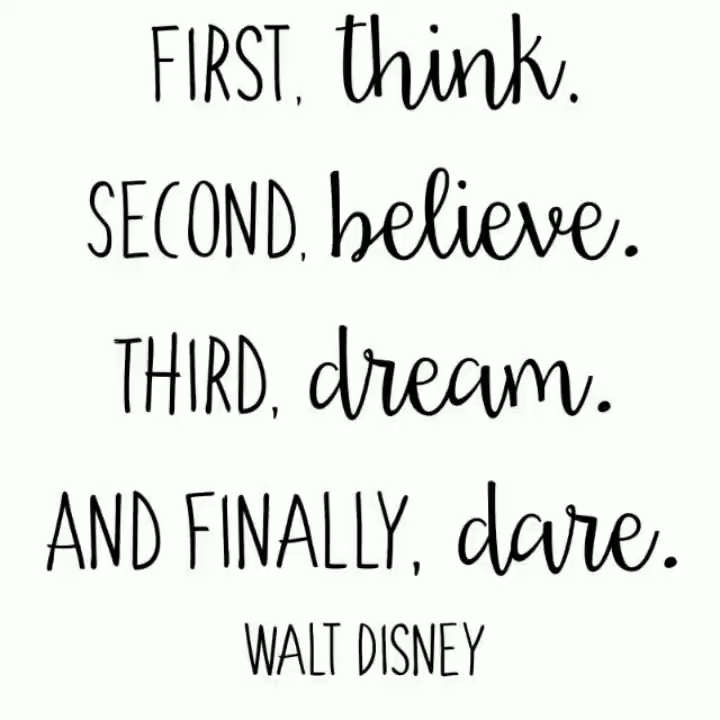 FIRST, think.
SECOND, believe.
THIRD, dream.
AND FINALLY, dare.
WALT DISNEY